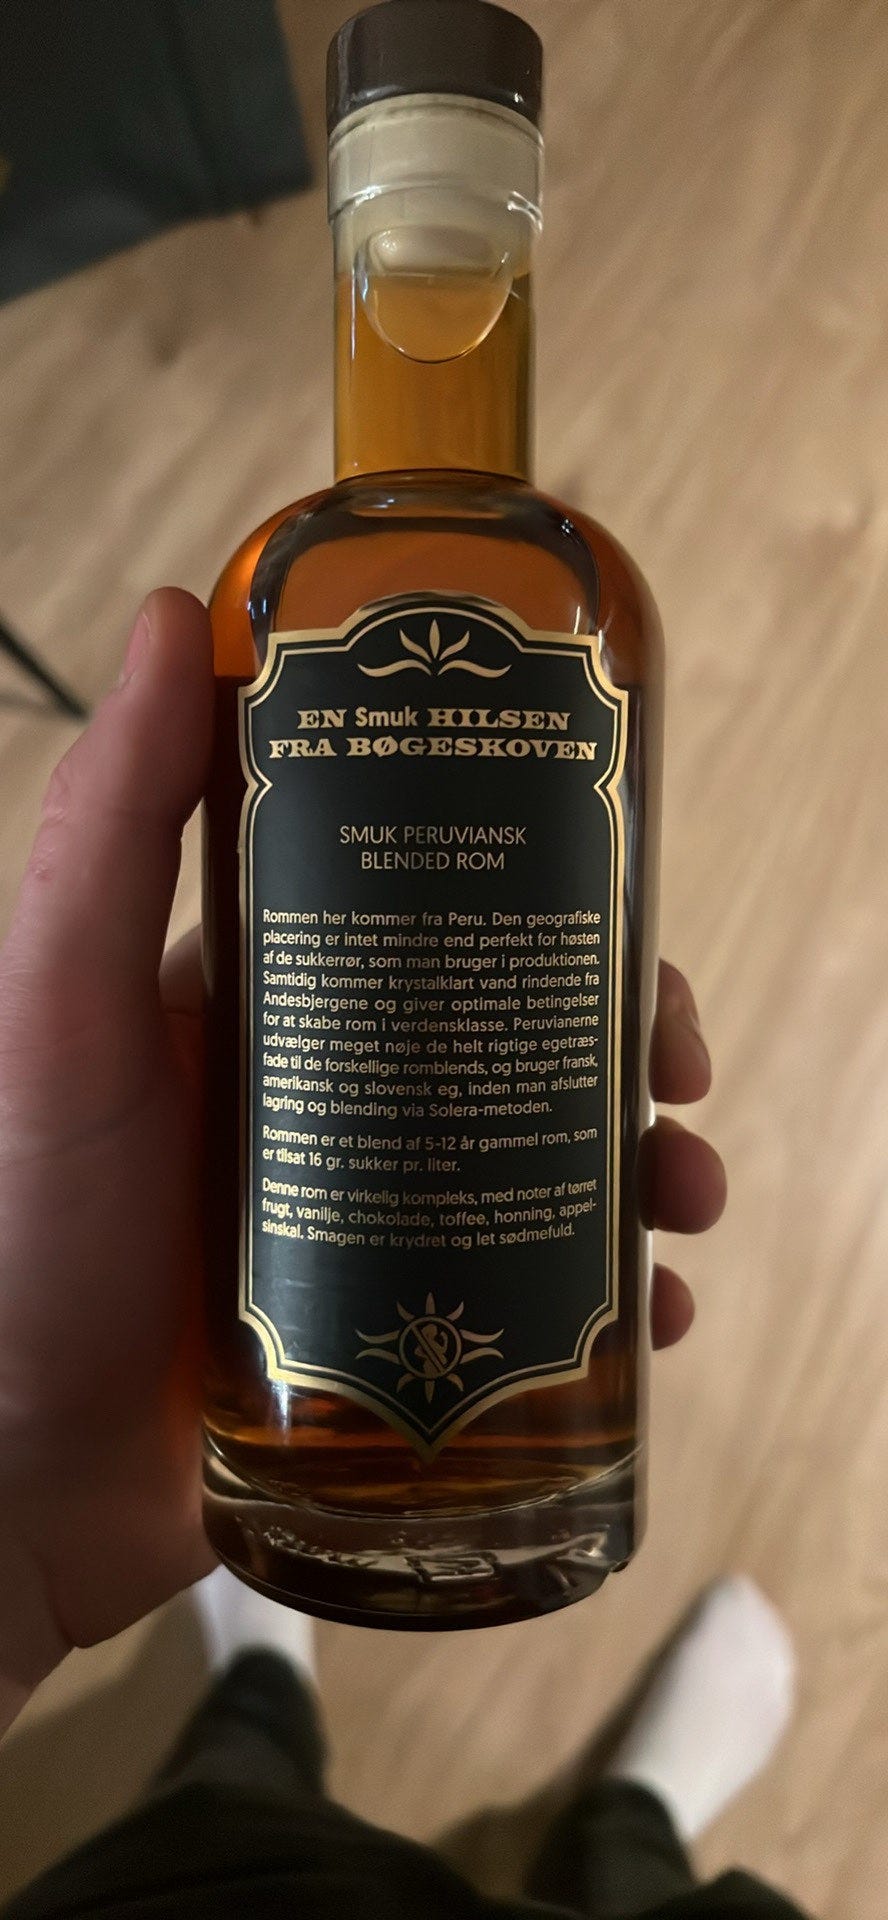 EN Smuk HILSEN
FRA BØGESKOVEN
SMUK PERUVIANSK
BLENDED ROM
Rommen her kommer fra Peru. Den geografiske
placering er intet mindre end perfekt for høsten
af de sukkerrør, som man bruger i produktionen.
Samtidig kommer krystalklart vand rindende fra
Andesbjergene og giver optimale betingelser
for at skabe rom i verdensklasse. Peruvianerne
udvælger meget nøje de helt rigtige egetræs-
fade til de forskellige romblends, og bruger fransk,
amerikansk og slovensk eg, inden man afslutter
lagring og blending via Solera-metoden.
Rommen er et blend af 5-12 år gammel rom, som
er tilsat 16 gr. sukker pr. liter.
Denne rom er virkelig kompleks, med noter af tørret
frugt, vanilje, chokolade, toffee, honning, appel-
sinskal. Smagen er krydret og let sødmefuld.